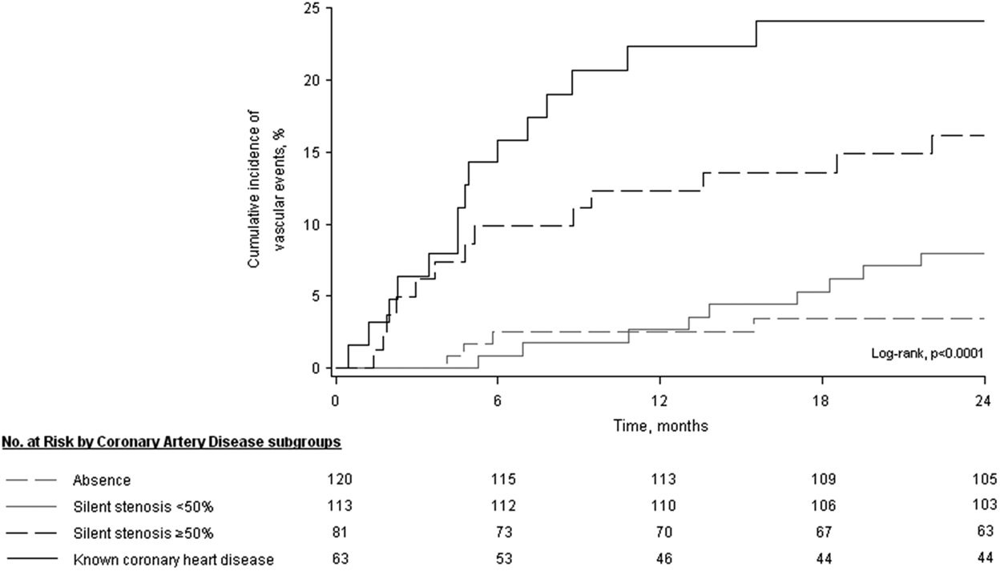 25
20
15
10
5
0
Cumulative incidence of
vascular events, %
Log-rank, p<0.0001
0 6 12 18 24
Time, months
No. at Risk by Coronary Artery Disease subgroups
Absence 120 115 113 109 105
Silent stenosis <50% 113 112 110 106 103
Silent stenosis ≥50% 81 73 70 67 63
Known coronary heart disease 63 53 46 44 44